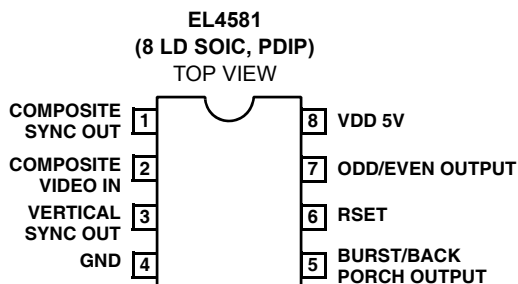 EL4581
(8 LD SOIC, PDIP)
TOP VIEW
COMPOSITE
SYNC OUT
1
8
VDD 5V
COMPOSITE
VIDEO IN
2
7
ODD/EVEN OUTPUT
VERTICAL
SYNC OUT
3
6
RSET
GND
4
5
BURST/BACK
PORCH OUTPUT